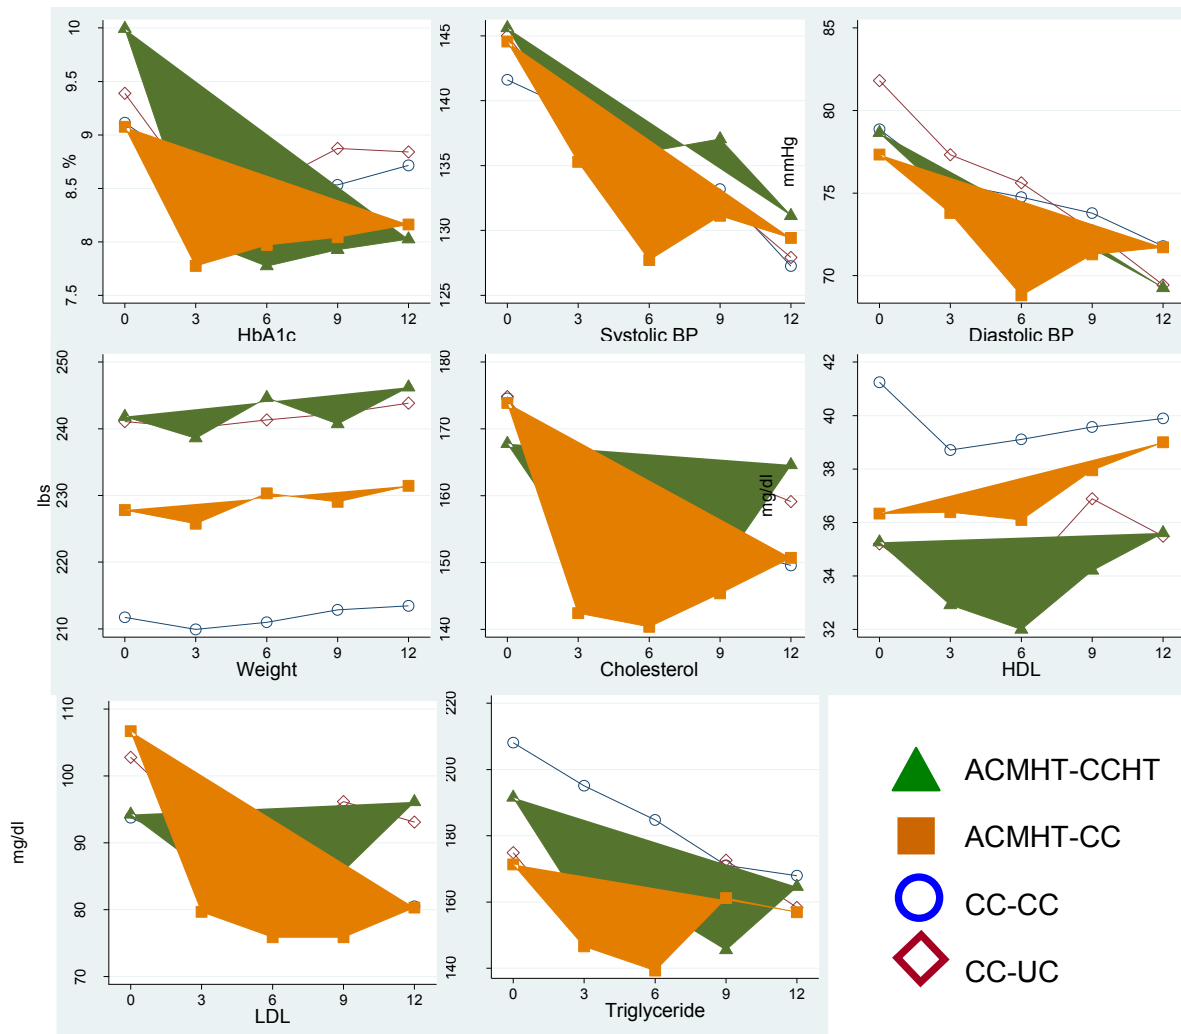 10
9.5
9
8.5
8
7.5
%
0 3 6 9 12
HbA1c
145
140
135
130
125
0 3 6 9 12
Systolic BP
mmHg
85
80
75
70
0 3 6 9 12
Diastolic BP
250
240
230
220
210
lbs
0 3 6 9 12
Weight
180
170
160
150
140
0 3 6 9 12
Cholesterol
mg/dl
42
40
38
36
34
32
0 3 6 9 12
HDL
110
100
90
80
70
mg/dl
0 3 6 9 12
LDL
220
200
180
160
140
0 3 6 9 12
Triglyceride
ACMHT-CCHT
ACMHT-CC
CC-CC
CC-UC